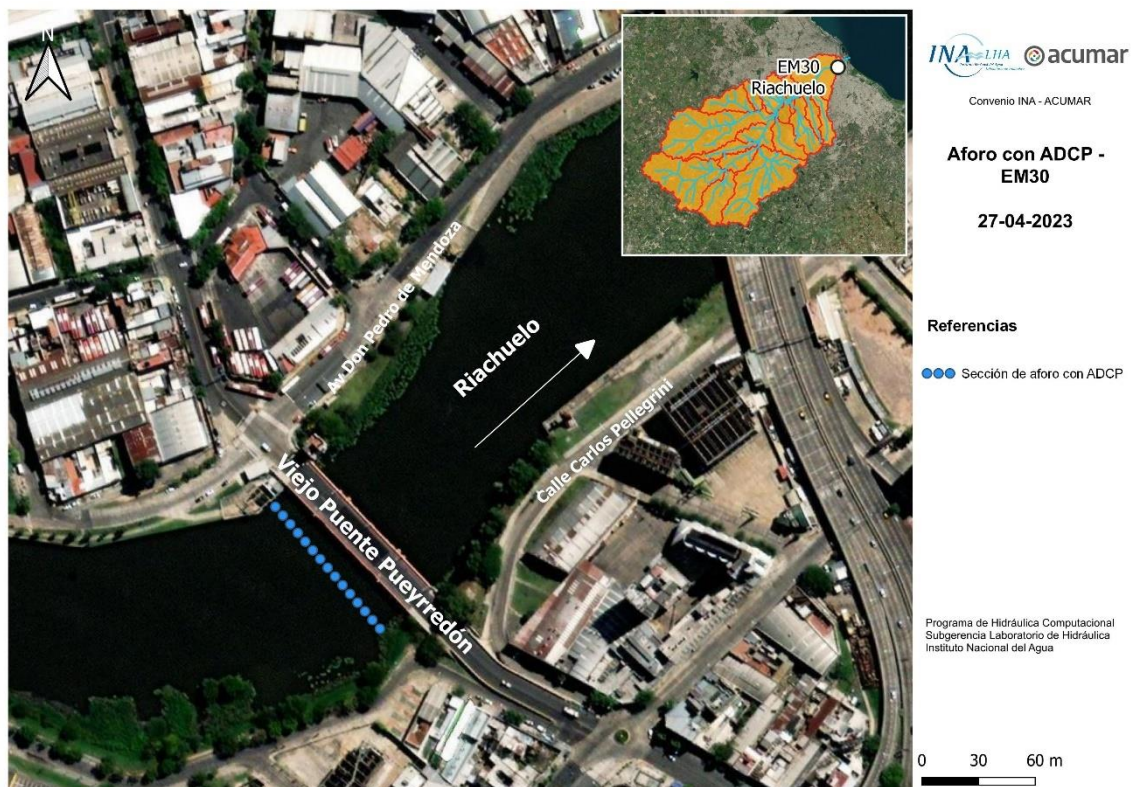 N
EM30
Riachuelo
Av Don Pedro de Mendoza
Riachuelo
Calle Carlos Pellegrini
Viejo Puente Pueyrredón
INA LHA
acumar
Convenio INA - ACUMAR
Aforo con ADCP -
EM30
27-04-2023
Referencias
Sección de aforo con ADCP
Programa de Hidráulica Computacional
Subgerencia Laboratorio de Hidráulica
Instituto Nacional del Agua
0 30 60 m